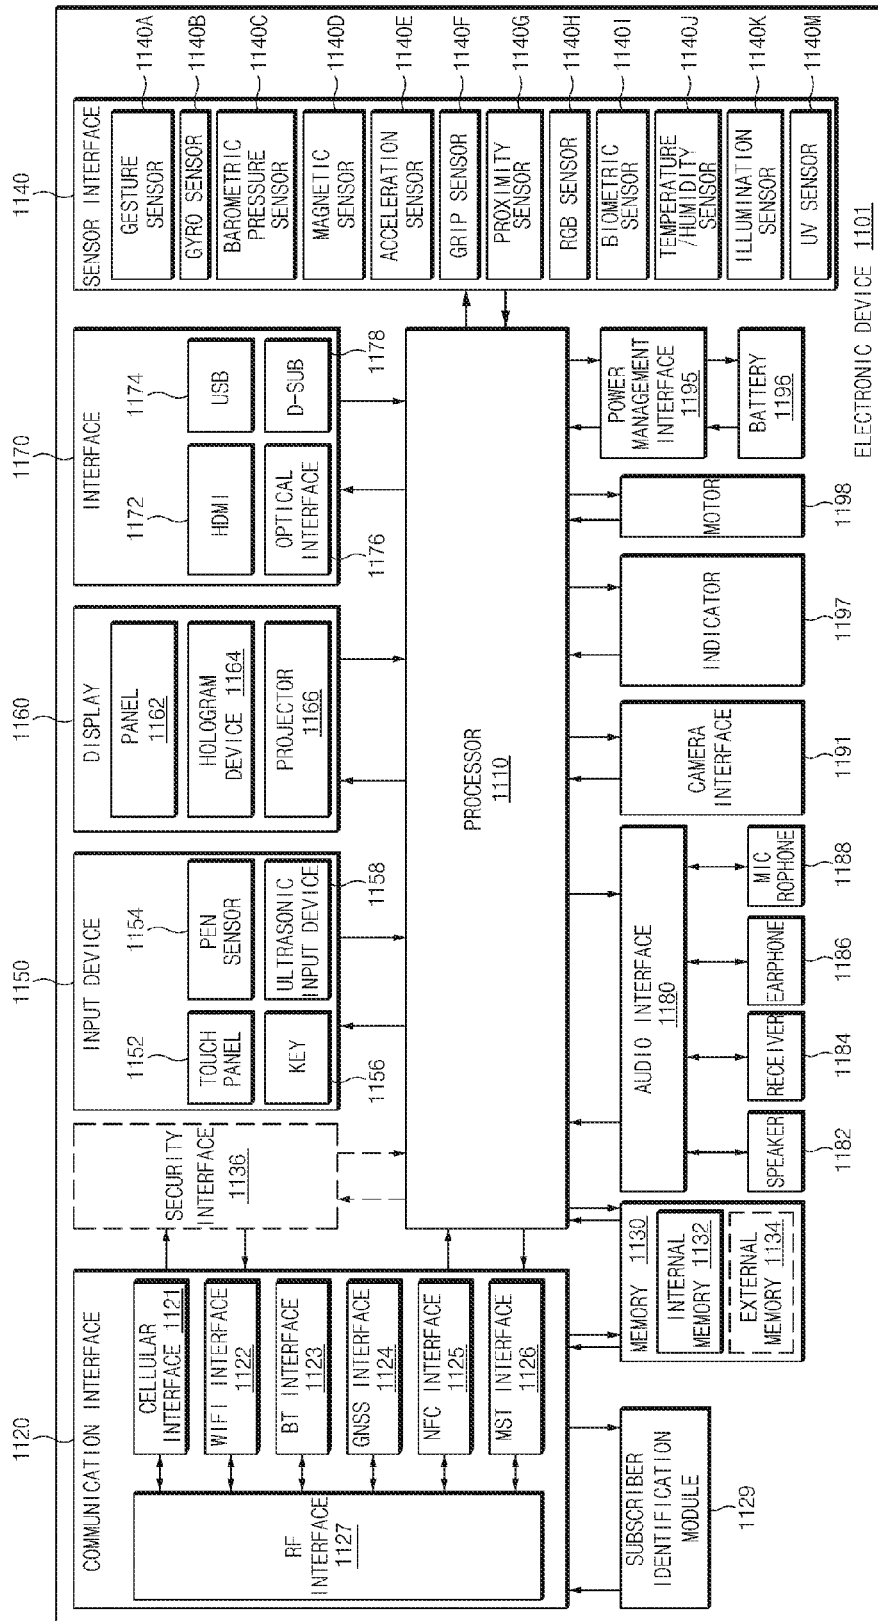 1120
COMMUNICATION INTERFACE
CELLULAR
INTERFACE 1121
WIFI INTERFACE
1122
BT INTERFACE
1123
GNSS INTERFACE
1124
NFC INTERFACE
1125
MST INTERFACE
1126
RF
INTERFACE
1127
SUBSCRIBER
IDENTIFICATION
MODULE
1129
SECURITY
INTERFACE
1136
1150
INPUT DEVICE
1152
TOUCH
PANEL
1154
PEN
SENSOR
KEY
1156
ULTRASONIC
INPUT DEVICE
1158
1160
DISPLAY
PANEL
1162
HOLOGRAM
DEVICE 1164
PROJECTOR
1166
1170
INTERFACE
1172
HDMI
1174
USB
OPTICAL
INTERFACE
1176
D-SUB
1178
1140
SENSOR INTERFACE
GESTURE
SENSOR
1140A
GYRO SENSOR
1140B
BAROMETRIC
PRESSURE
SENSOR
1140C
MAGNETIC
SENSOR
1140D
ACCELERATION
SENSOR
1140E
GRIP SENSOR
1140F
PROXIMITY
SENSOR
1140G
RGB SENSOR
1140H
BIOMETRIC
SENSOR
1140I
TEMPERATURE
/HUMIDITY
SENSOR
1140J
ILLUMINATION
SENSOR
1140K
UV SENSOR
1140M
PROCESSOR
1110
MEMORY 1130
INTERNAL
MEMORY 1132
EXTERNAL
MEMORY 1134
AUDIO INTERFACE
1180
SPEAKER
1182
RECEIVER
1184
EARPHONE
1186
MIC
ROPHONE
1188
CAMERA
INTERFACE
1191
INDICATOR
1197
MOTOR
1198
POWER
MANAGEMENT
INTERFACE
1195
BATTERY
1196
ELECTRONIC DEVICE 1101